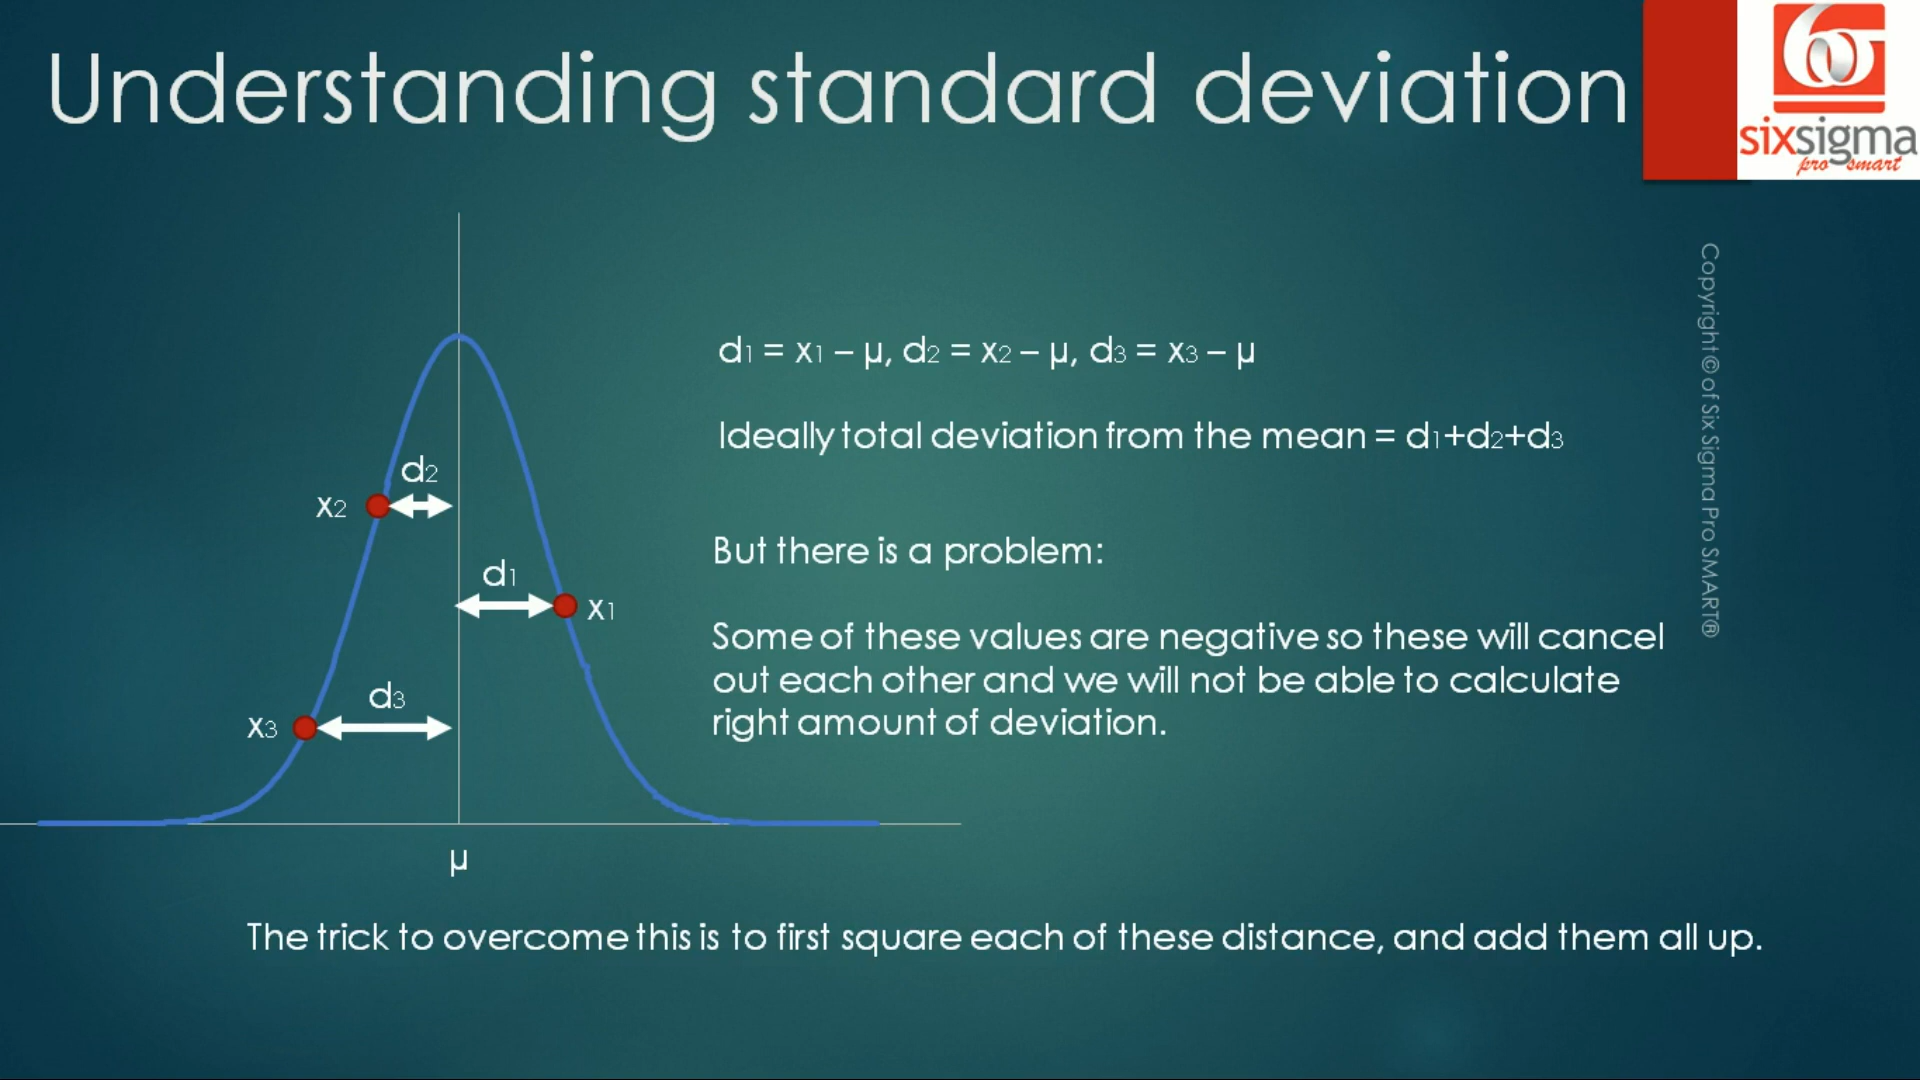 Understanding standard deviation
6σ
sixsigma
pro smart
Copyright © of Six Sigma Pro SMART®
d1 = x1 – μ, d2 = x2 – μ, d3 = x3 – μ
Ideally total deviation from the mean = d1+d2+d3
d2
x2
d1
x1
d3
x3
μ
But there is a problem:
Some of these values are negative so these will cancel
out each other and we will not be able to calculate
right amount of deviation.
The trick to overcome this is to first square each of these distance, and add them all up.